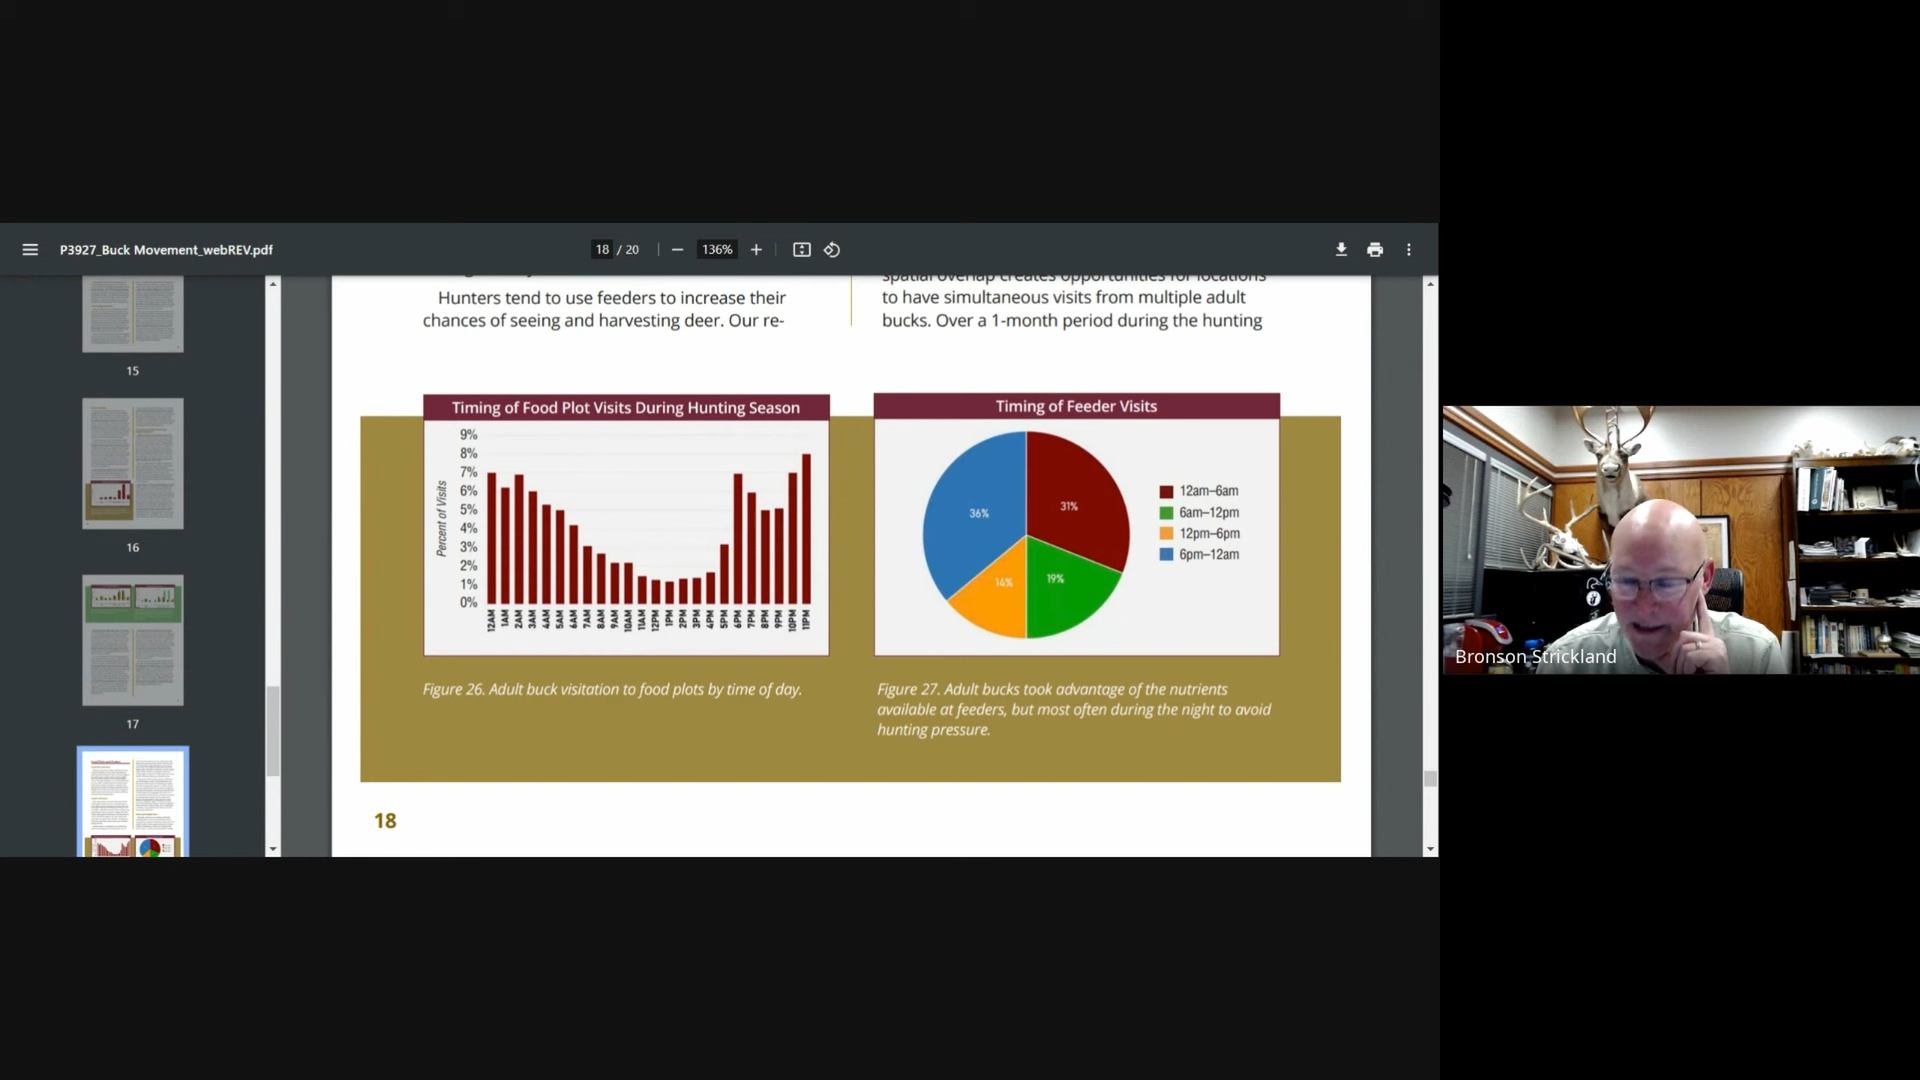 P3927_Buck Movement_webREV.pdf
18 / 20
136%
15
16
17
Hunters tend to use feeders to increase their
chances of seeing and harvesting deer. Our re-
spatial overlap creates opportunities for locations
to have simultaneous visits from multiple adult
bucks. Over a 1-month period during the hunting
Timing of Food Plot Visits During Hunting Season
Percent of Visits
9%
8%
7%
6%
5%
4%
3%
2%
1%
0%
12AM 1AM 2AM 3AM 4AM 5AM 6AM 7AM 8AM 9AM 10AM 11AM 12PM 1PM 2PM 3PM 4PM 5PM 6PM 7PM 8PM 9PM 10PM 11PM
Figure 26. Adult buck visitation to food plots by time of day.
Timing of Feeder Visits
36%
31%
14%
19%
12am–6am
6am–12pm
12pm–6pm
6pm–12am
Figure 27. Adult bucks took advantage of the nutrients
available at feeders, but most often during the night to avoid
hunting pressure.
18
Bronson Strickland